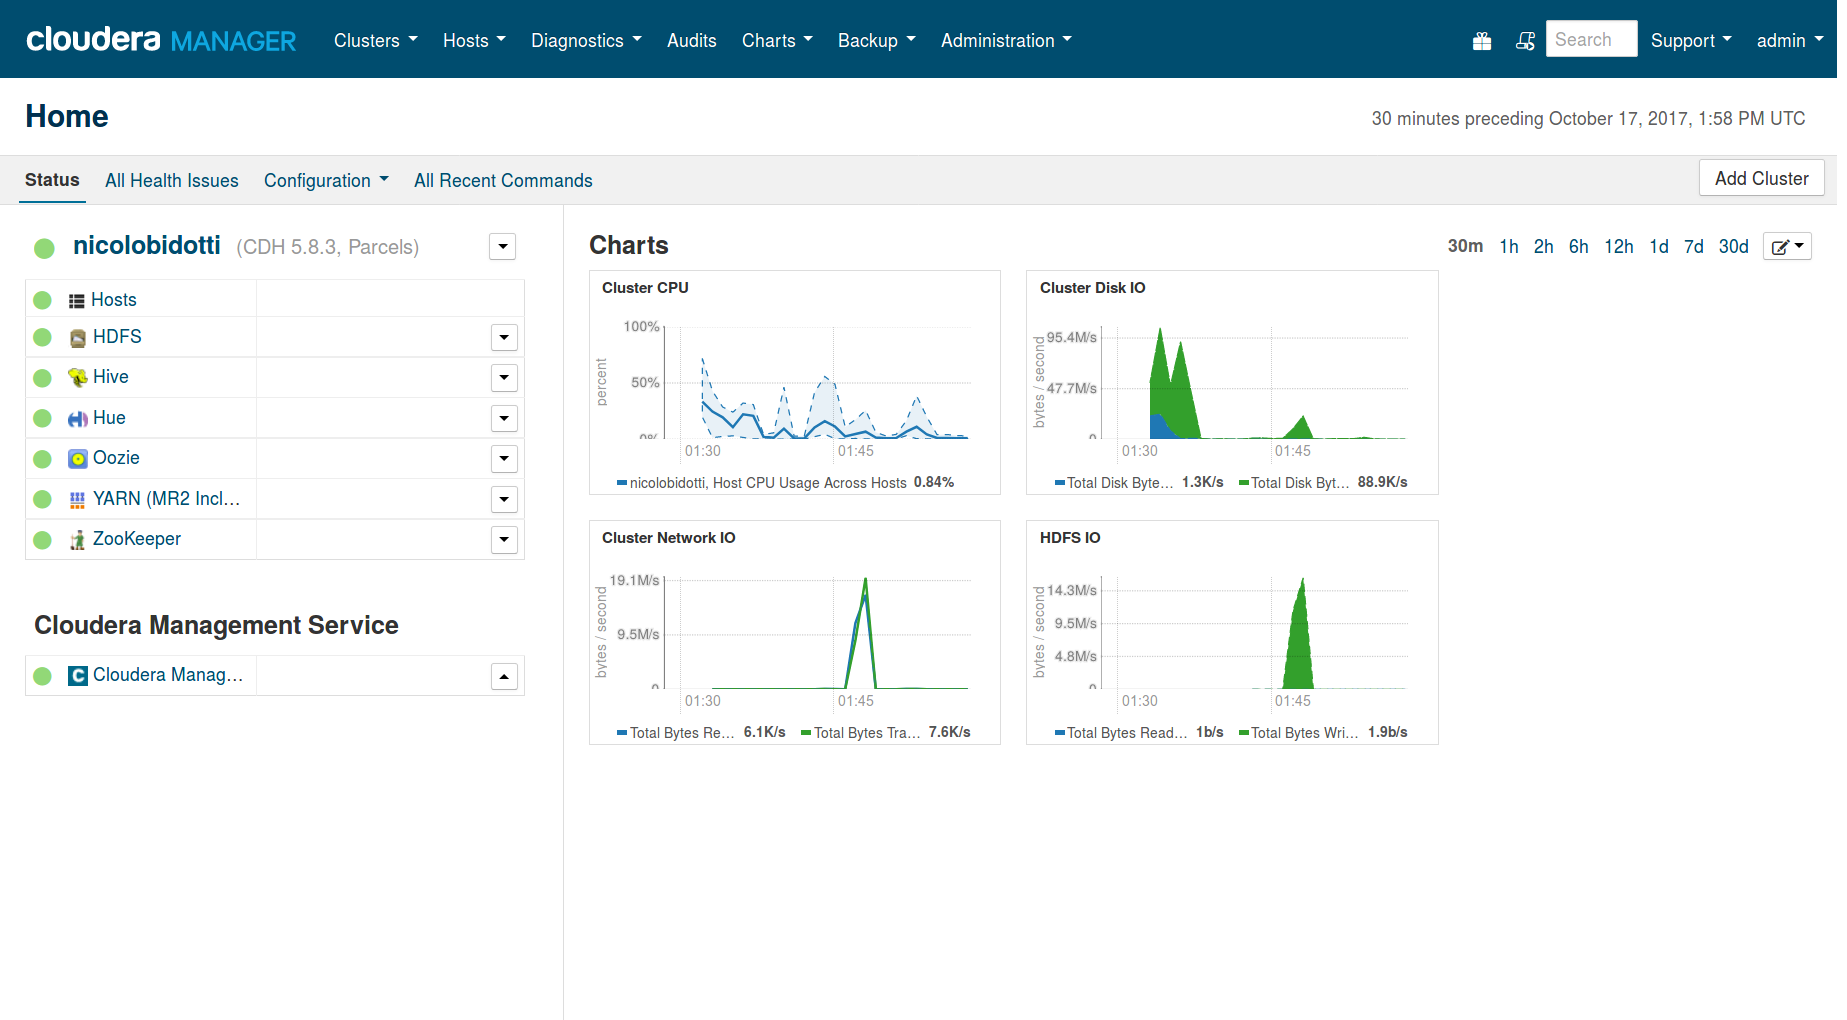 cloudera MANAGER Clusters Hosts Diagnostics Audits Charts Backup Administration Search Support admin
Home
30 minutes preceding October 17, 2017, 1:58 PM UTC
Status All Health Issues Configuration All Recent Commands Add Cluster
nicolobidotti (CDH 5.8.3, Parcels)
Hosts
HDFS
Hive
Hue
Oozie
YARN (MR2 Incl...
ZooKeeper
Cloudera Management Service
C Cloudera Manag...
Charts 30m 1h 2h 6h 12h 1d 7d 30d
Cluster CPU
percent
100%
50%
0%
01:30 01:45
nicolobidotti, Host CPU Usage Across Hosts 0.84%
Cluster Disk IO
bytes / second
95.4M/s
47.7M/s
0
01:30 01:45
Total Disk Byte... 1.3K/s Total Disk Byt... 88.9K/s
Cluster Network IO
bytes / second
19.1M/s
9.5M/s
0
01:30 01:45
Total Bytes Re... 6.1K/s Total Bytes Tra... 7.6K/s
HDFS IO
bytes / second
14.3M/s
9.5M/s
4.8M/s
0
01:30 01:45
Total Bytes Read... 1b/s Total Bytes Wri... 1.9b/s